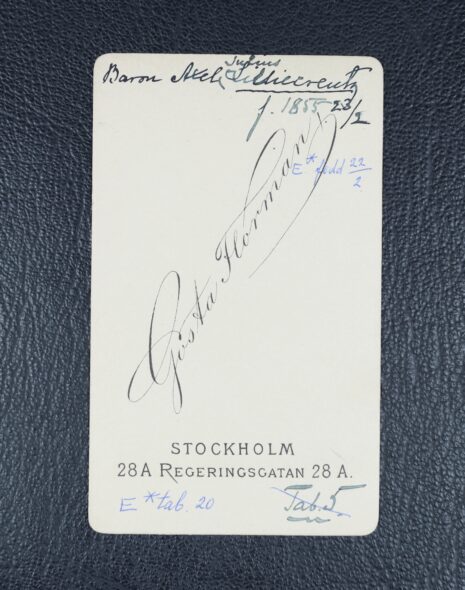 Julius
Baron Axel Lilliecreutz
f. 1855 23/2
E* född 22/2
Gösta Florman
STOCKHOLM
28A REGERINGSGATAN 28 A.
E* tab. 20
Tab. 5